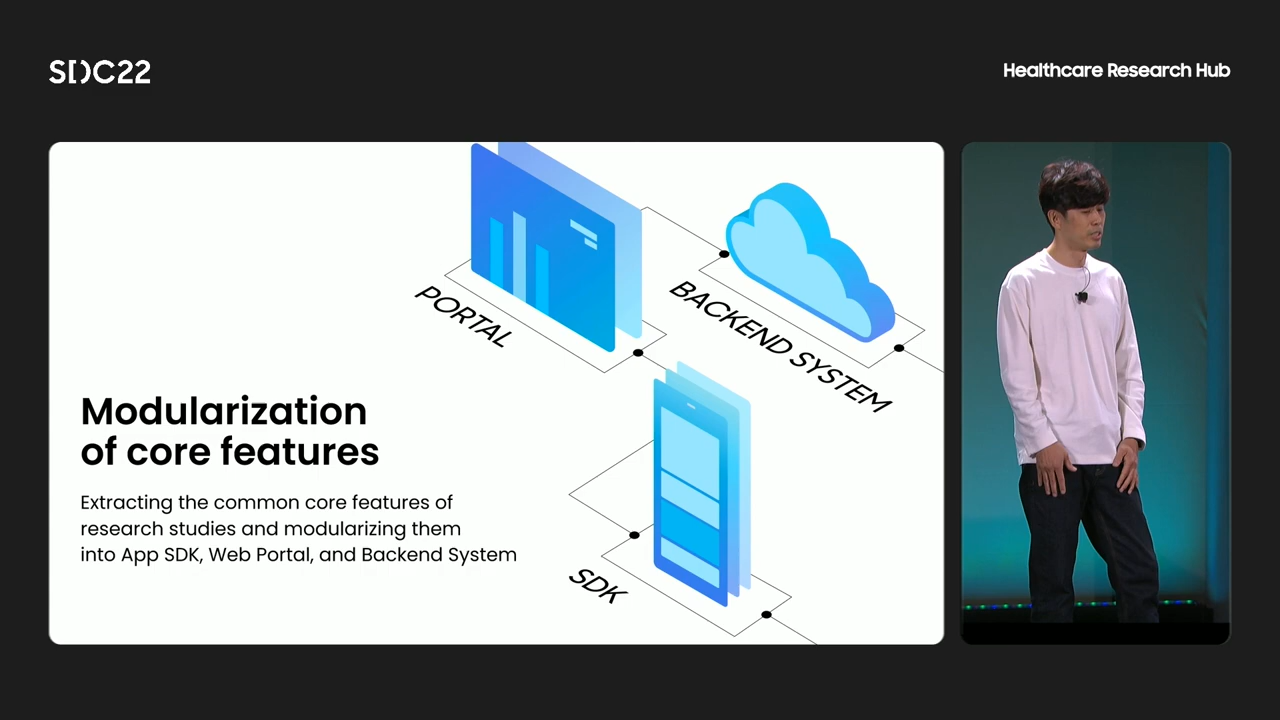 SDC22
Healthcare Research Hub
PORTAL
BACKEND SYSTEM
Modularization
of core features
Extracting the common core features of
research studies and modularizing them
into App SDK, Web Portal, and Backend System
SDK